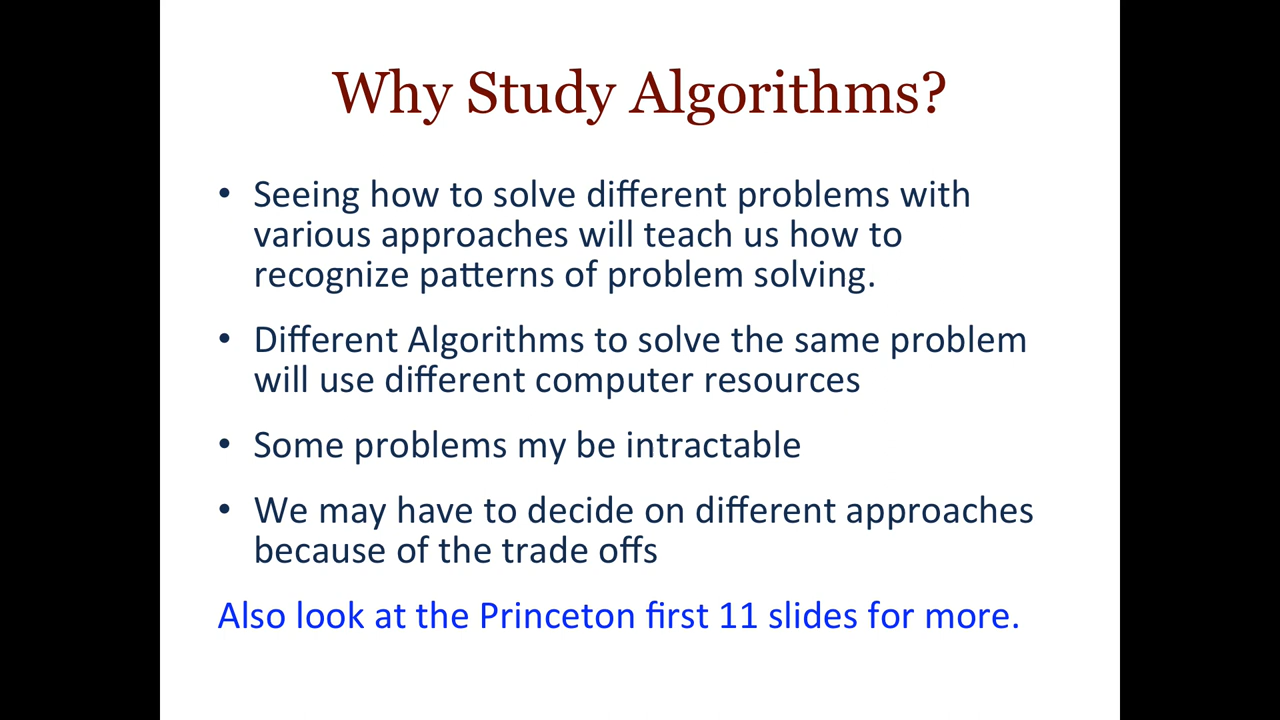 Why Study Algorithms?
• Seeing how to solve different problems with
various approaches will teach us how to
recognize patterns of problem solving.
• Different Algorithms to solve the same problem
will use different computer resources
• Some problems my be intractable
• We may have to decide on different approaches
because of the trade offs
Also look at the Princeton first 11 slides for more.